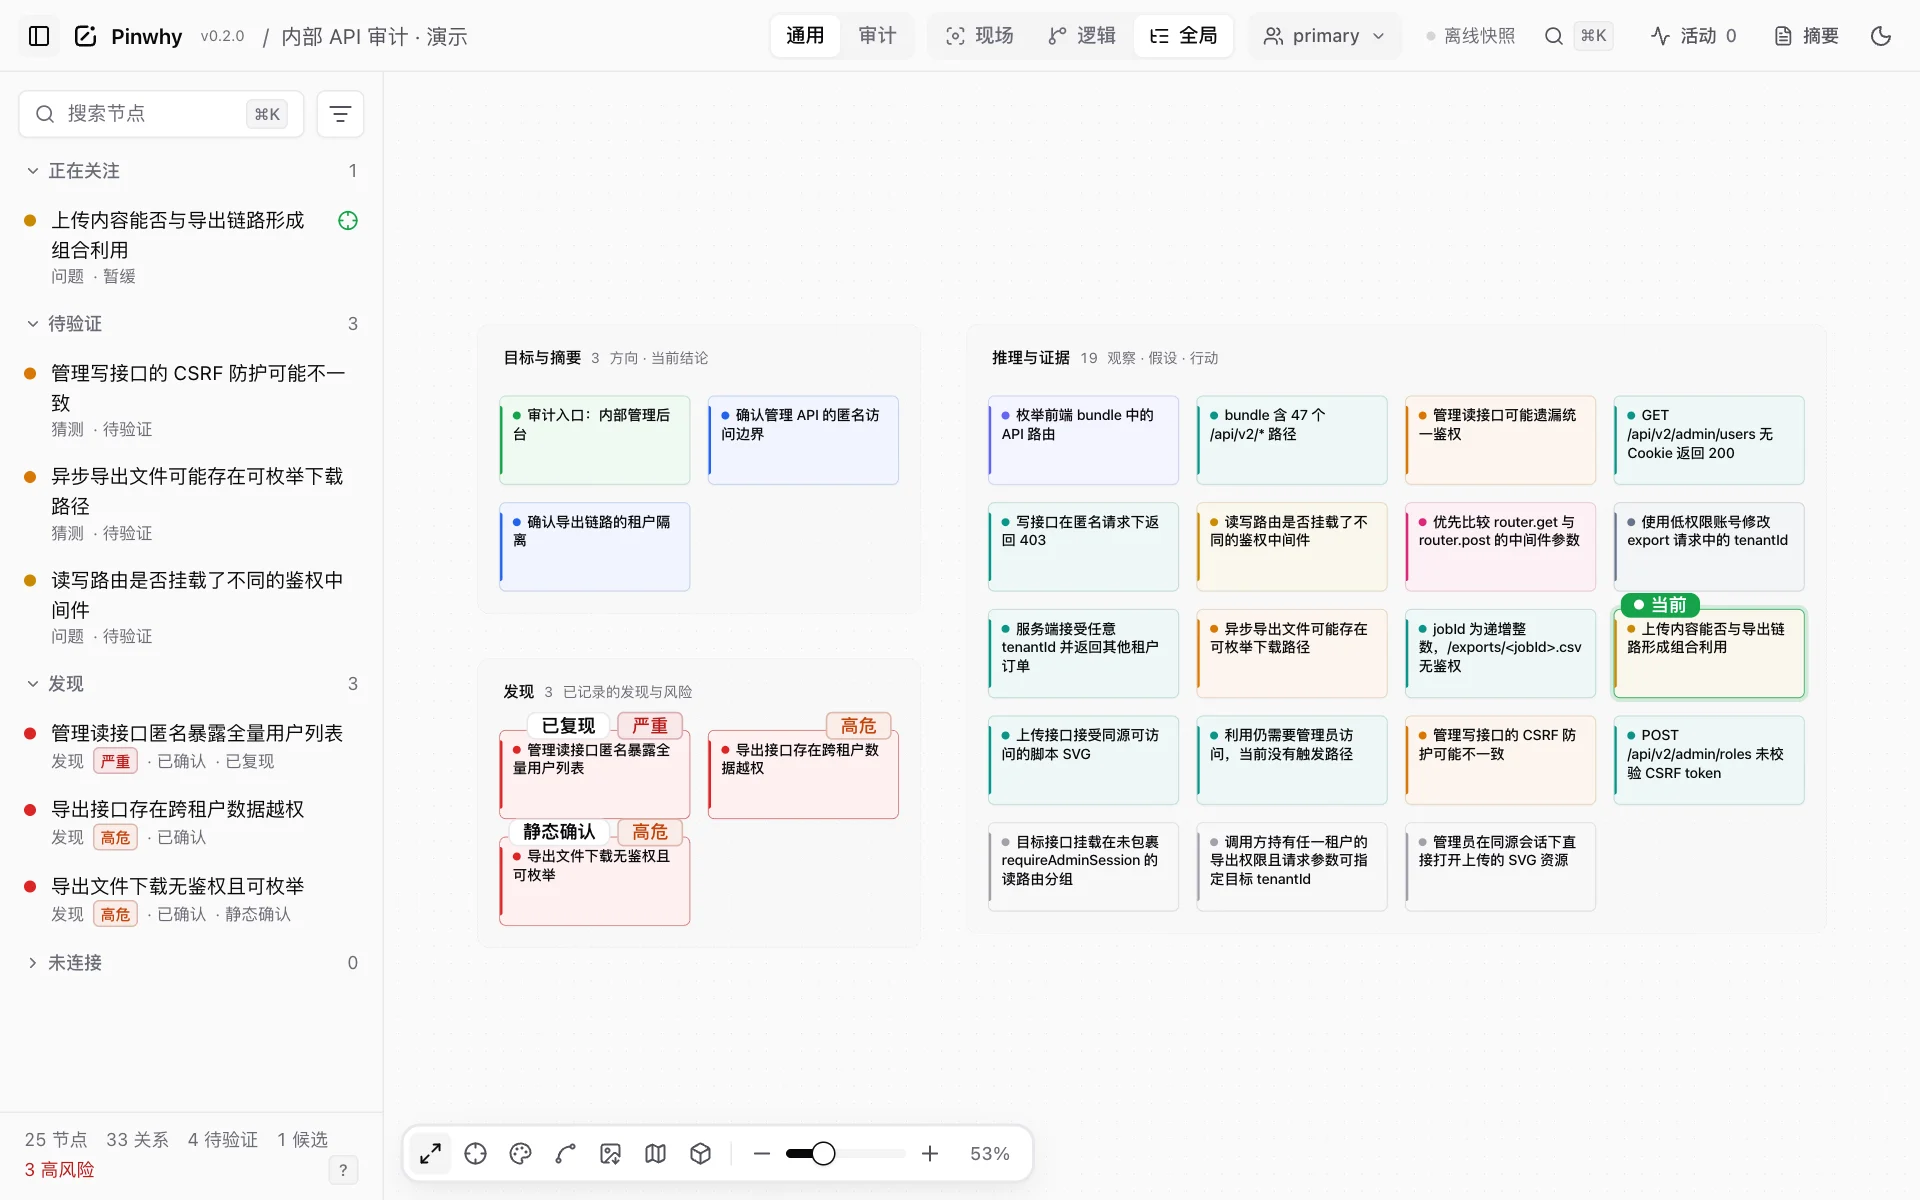 Pinwhy v0.2.0 / 内部 API 审计 · 演示
通用 审计
现场 逻辑 全局
primary
离线快照
⌘K
活动 0
摘要
搜索节点 ⌘K
正在关注 1
上传内容能否与导出链路形成
组合利用
问题 · 暂缓
待验证 3
管理写接口的 CSRF 防护可能不一
致
猜测 · 待验证
异步导出文件可能存在可枚举下载
路径
猜测 · 待验证
读写路由是否挂载了不同的鉴权中
间件
问题 · 待验证
发现 3
管理读接口匿名暴露全量用户列表
发现 严重 · 已确认 · 已复现
导出接口存在跨租户数据越权
发现 高危 · 已确认
导出文件下载无鉴权且可枚举
发现 高危 · 已确认 · 静态确认
未连接 0
25 节点 33 关系 4 待验证 1 候选
3 高风险
?
目标与摘要 3 方向 · 当前结论
审计入口：内部管理后
台
确认管理 API 的匿名访
问边界
确认导出链路的租户隔
离
发现 3 已记录的发现与风险
已复现 严重
管理读接口匿名暴露全
量用户列表
高危
导出接口存在跨租户数
据越权
静态确认 高危
导出文件下载无鉴权且
可枚举
推理与证据 19 观察 · 假设 · 行动
枚举前端 bundle 中的
API 路由
bundle 含 47 个
/api/v2/* 路径
管理读接口可能遗漏统
一鉴权
GET
/api/v2/admin/users 无
Cookie 返回 200
写接口在匿名请求下返
回 403
读写路由是否挂载了不
同的鉴权中间件
优先比较 router.get 与
router.post 的中间件参数
使用低权限账号修改
export 请求中的 tenantId
服务端接受任意
tenantId 并返回其他租户
订单
异步导出文件可能存在
可枚举下载路径
jobId 为递增整
数，/exports/<jobId>.csv
无鉴权
当前
上传内容能否与导出链
路形成组合利用
上传接口接受同源可访
问的脚本 SVG
利用仍需要管理员访
问，当前没有触发路径
管理写接口的 CSRF 防
护可能不一致
POST
/api/v2/admin/roles 未校
验 CSRF token
目标接口挂载在未包裹
requireAdminSession 的
读路由分组
调用方持有任一租户的
导出权限且请求参数可指
定目标 tenantId
管理员在同源会话下直
接打开上传的 SVG 资源
53%